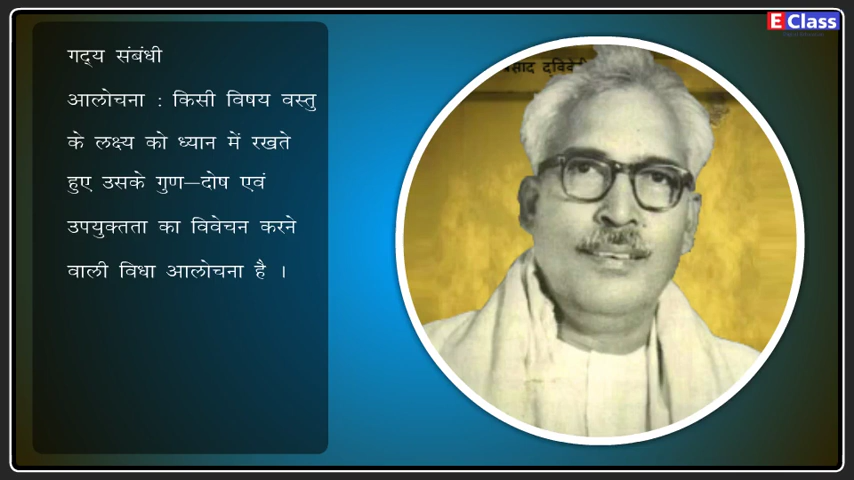 E Class
साद द्विवेदी
गद्य संबंधी
आलोचना : किसी विषय वस्तु
के लक्ष्य को ध्यान में रखते
हुए उसके गुण–दोष एवं
उपयुक्तता का विवेचन करने
वाली विधा आलोचना है ।